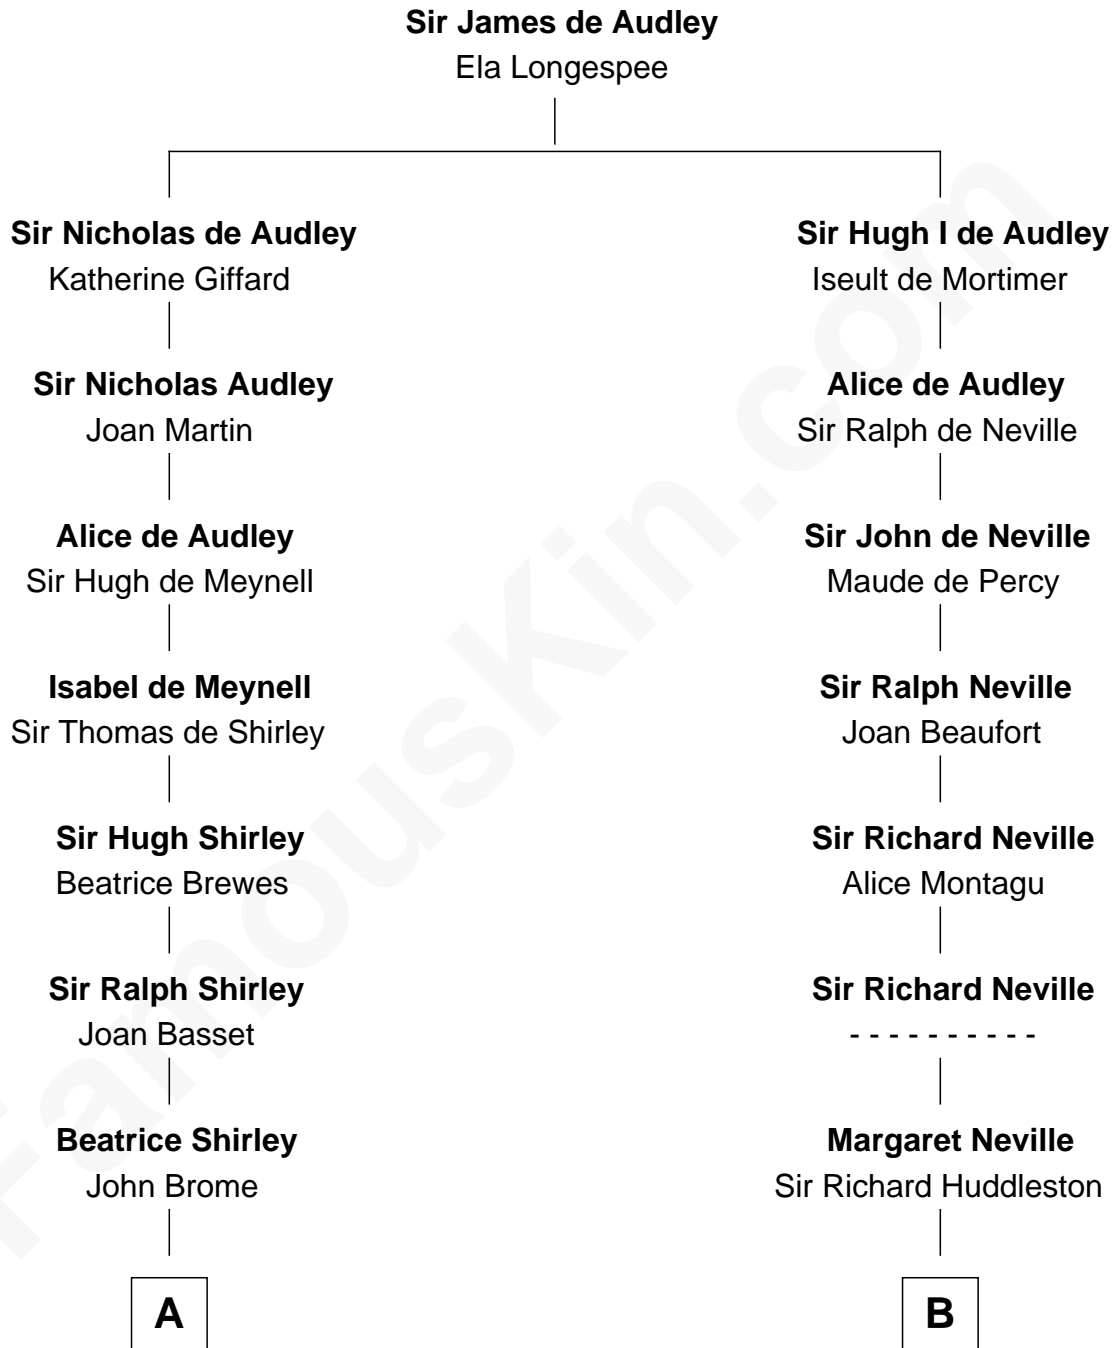 Sir James de Audley
Ela Longespee
Sir Nicholas de Audley
Katherine Giffard
Sir Hugh I de Audley
Iseult de Mortimer
Sir Nicholas Audley
Joan Martin
Alice de Audley
Sir Ralph de Neville
Alice de Audley
Sir Hugh de Meynell
Sir John de Neville
Maude de Percy
Isabel de Meynell
Sir Thomas de Shirley
Sir Ralph Neville
Joan Beaufort
Sir Hugh Shirley
Beatrice Brewes
Sir Richard Neville
Alice Montagu
Sir Ralph Shirley
Joan Basset
Sir Richard Neville
- - - - - - - - - -
Beatrice Shirley
John Brome
Margaret Neville
Sir Richard Huddleston
A
B
FamousKin.com